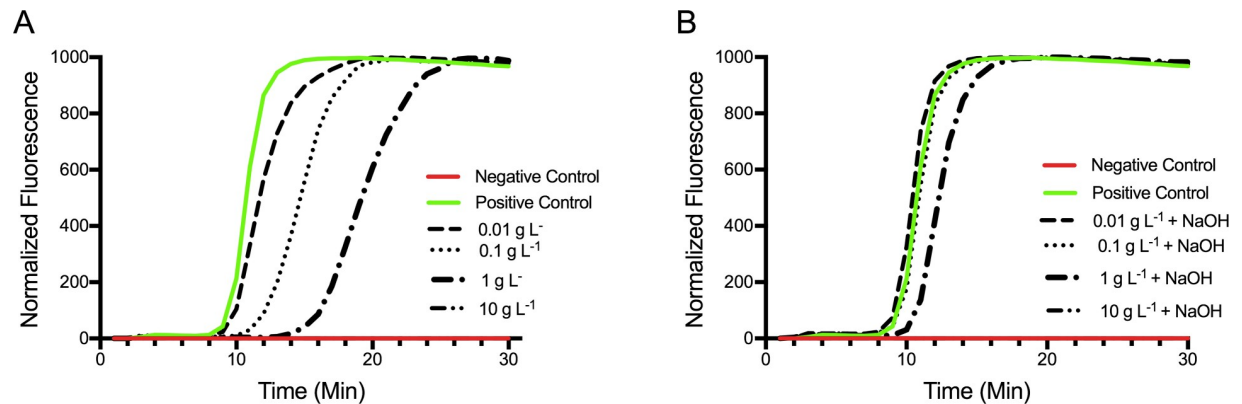 A
Normalized Fluorescence
1000
800
600
400
200
0
0
10
20
30
Time (Min)
Negative Control
Positive Control
0.01 g L⁻
0.1 g L⁻¹
1 g L⁻
10 g L⁻¹
B
Normalized Fluorescence
1000
800
600
400
200
0
0
10
20
30
Time (Min)
Negative Control
Positive Control
0.01 g L⁻¹ + NaOH
0.1 g L⁻¹ + NaOH
1 g L⁻¹ + NaOH
10 g L⁻¹ + NaOH